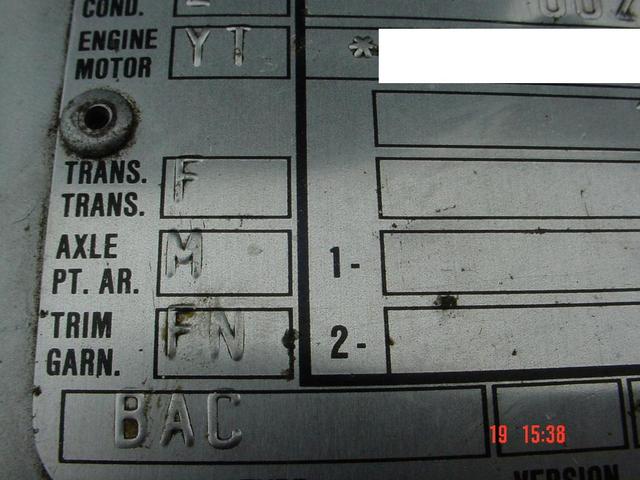 COND.
ENGINE YT *
MOTOR
TRANS. F
TRANS.
AXLE M
PT. AR. 1-
TRIM FN
GARN. 2-
BAC
19 15:38
VERSION